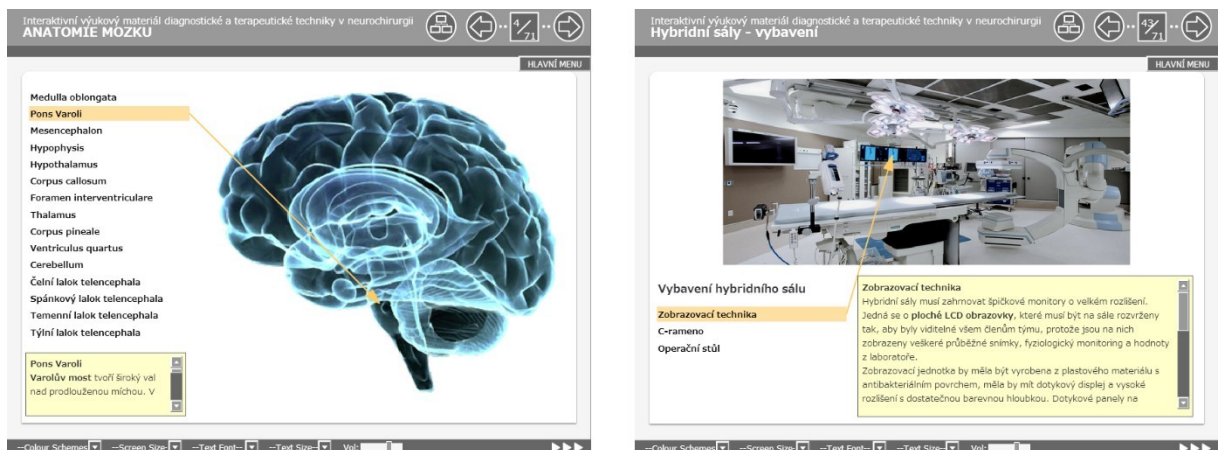 Interaktivní výukový materiál diagnostické a terapeutické techniky v neurochirurgii
ANATOMIE MOZKU
4/71
HLAVNÍ MENU
Medulla oblongata
Pons Varoli
Mesencephalon
Hypophysis
Hypothalamus
Corpus callosum
Foramen interventriculare
Thalamus
Corpus pineale
Ventriculus quartus
Cerebellum
Čelní lalok telencephala
Spánkový lalok telencephala
Temenní lalok telencephala
Týlní lalok telencephala
Pons Varoli
Varolův most tvoří široký val
nad prodlouženou míchou. V
--Colour Schemes --Screen Size- --Text Font-- --Text Size-- Vol:
Interaktivní výukový materiál diagnostické a terapeutické techniky v neurochirurgii
Hybridní sály - vybavení
43/71
HLAVNÍ MENU
Vybavení hybridního sálu
Zobrazovací technika
C-rameno
Operační stůl
Zobrazovací technika
Hybridní sály musí zahrnovat špičkové monitory o velkém rozlišení.
Jedná se o ploché LCD obrazovky, které musí být na sále rozvrženy
tak, aby byly viditelné všem členům týmu, protože jsou na nich
zobrazeny veškeré průběžné snímky, fyziologický monitoring a hodnoty
z laboratoře.
Zobrazovací jednotka by měla být vyrobena z plastového materiálu s
antibakteriálním povrchem, měla by mít dotykový displej a vysoké
rozlišení s dostatečnou barevnou hloubkou. Dotykové panely na
--Colour Schemes --Screen Size- --Text Font-- --Text Size-- Vol: